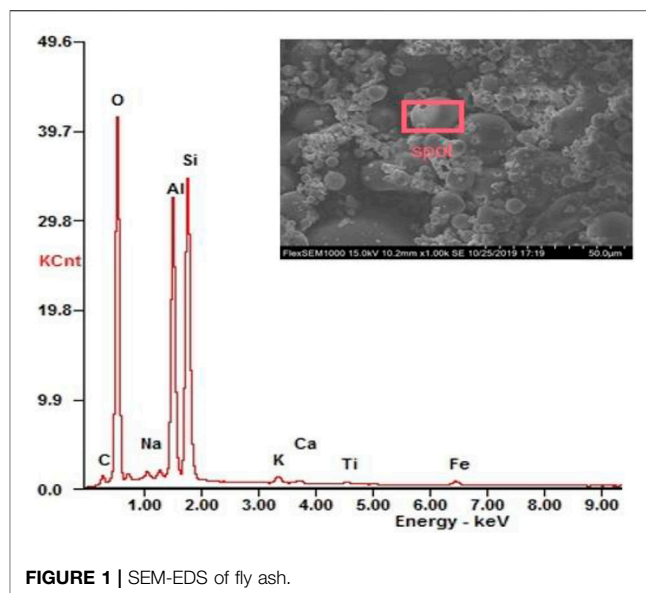 49.6
39.7
29.8
KCnt
19.8
9.9
0.0
O
Al
Si
C
Na
K
Ca
Ti
Fe
1.00 2.00 3.00 4.00 5.00 6.00 7.00 8.00 9.00
Energy - keV
spot
FlexSEM1000 15.0kV 10.2mm x1.00k SE 10/25/2019 17:19 50.0µm
FIGURE 1 | SEM-EDS of fly ash.